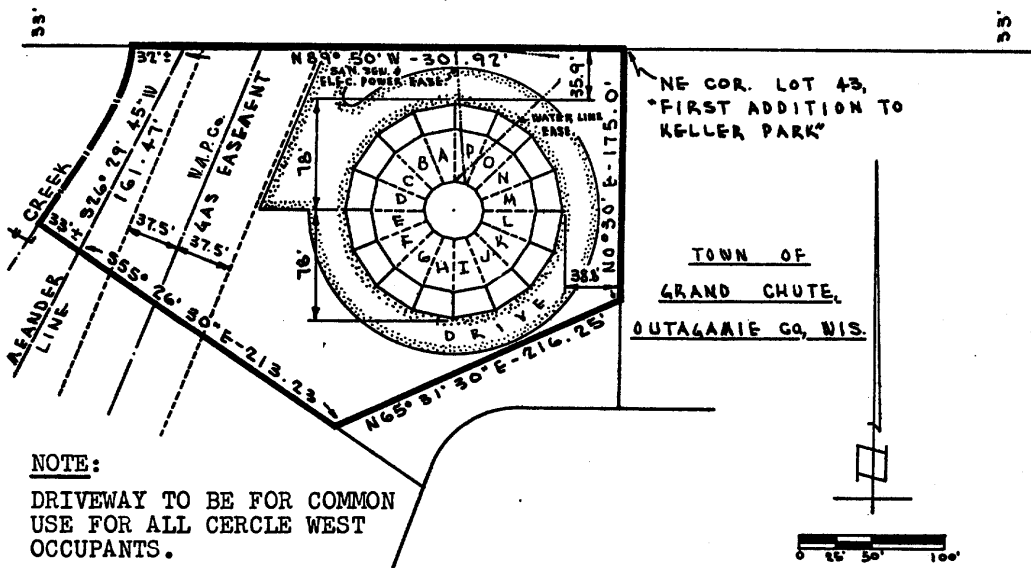 33'
33'
N89° 50' W -301.92'
32'±
SAN. SEW. &
ELEC. POWER EASE.
35.9'
NE COR. LOT 43,
"FIRST ADDITION TO
KELLER PARK"
WATER LINE
EASE.
N0°30' E-175.0'
S26° 29' 45" W
161.47'
W.M.P.Co.
GAS EASEMENT
78'
78'
A
B
C
D
E
F
G
H
I
J
K
L
M
N
O
P
DRIVE
38.8'
℄ CREEK
33'±
37.5'
37.5'
MEANDER
LINE
S55° 26' 30" E-213.23'
N65° 31' 30" E-216.25'
TOWN OF
GRAND CHUTE,
OUTAGAMIE CO, WIS.
N
NOTE:
DRIVEWAY TO BE FOR COMMON
USE FOR ALL CERCLE WEST
OCCUPANTS.
0 25' 50' 100'